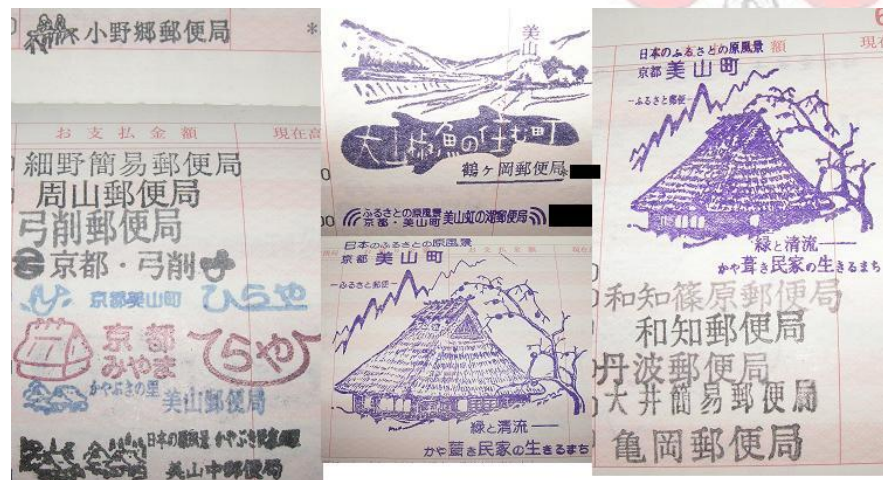 小野郷郵便局
*
お支払金額
現在高
細野簡易郵便局
周山郵便局
弓削郵便局
京都・弓削
京都美山町 ひらや
京都
みやま
ひらや
かやぶきの里
美山郵便局
日本の原風景 かやぶき
美山中郵便局
美山
大山椒魚の住む町
鶴ヶ岡郵便局
ふるさとの原風景
京都・美山町
美山虹の湖郵便局
日本のふるさとの原風景
京都 美山町
ーふるさと郵便ー
緑と清流――
かや葺き民家の生きるまち
額
現在
日本のふるさとの原風景
京都 美山町
ーふるさと郵便ー
緑と清流――
かや葺き民家の生きるまち
和知篠原郵便局
和知郵便局
丹波郵便局
大井簡易郵便局
亀岡郵便局